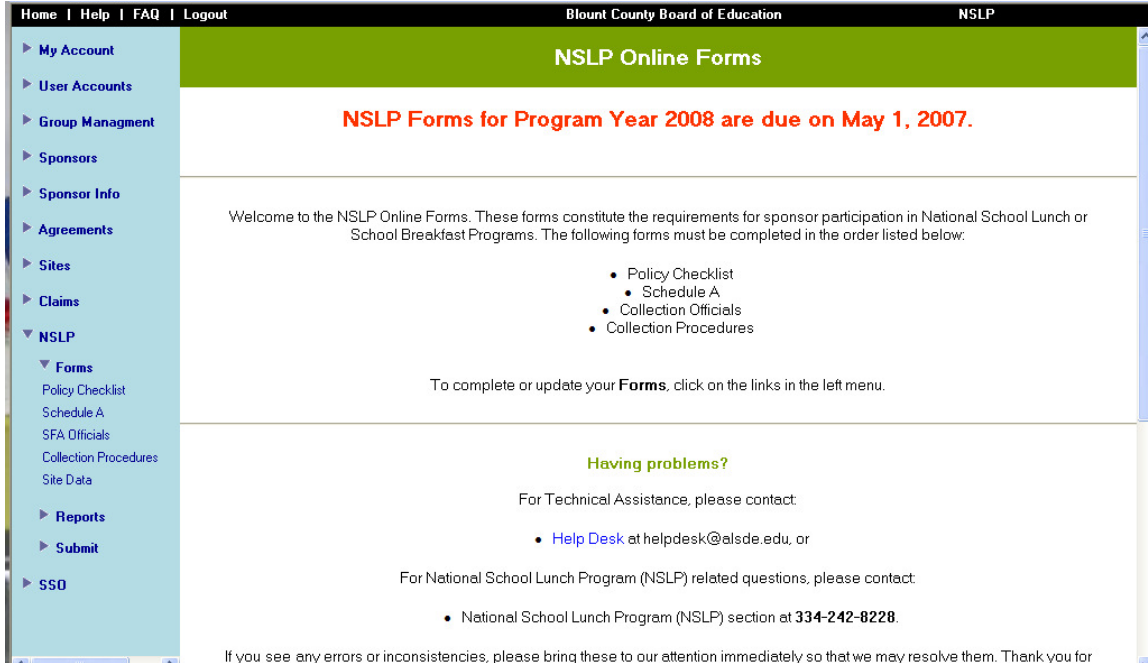 Home | Help | FAQ | Logout Blount County Board of Education NSLP
My Account
User Accounts
Group Managment
Sponsors
Sponsor Info
Agreements
Sites
Claims
NSLP
Forms
Policy Checklist
Schedule A
SFA Officials
Collection Procedures
Site Data
Reports
Submit
SSO
NSLP Online Forms
NSLP Forms for Program Year 2008 are due on May 1, 2007.
Welcome to the NSLP Online Forms. These forms constitute the requirements for sponsor participation in National School Lunch or
School Breakfast Programs. The following forms must be completed in the order listed below:
• Policy Checklist
• Schedule A
• Collection Officials
• Collection Procedures
To complete or update your Forms, click on the links in the left menu.
Having problems?
For Technical Assistance, please contact:
• Help Desk at helpdesk@alsde.edu, or
For National School Lunch Program (NSLP) related questions, please contact:
• National School Lunch Program (NSLP) section at 334-242-8228.
If you see any errors or inconsistencies, please bring these to our attention immediately so that we may resolve them. Thank you for